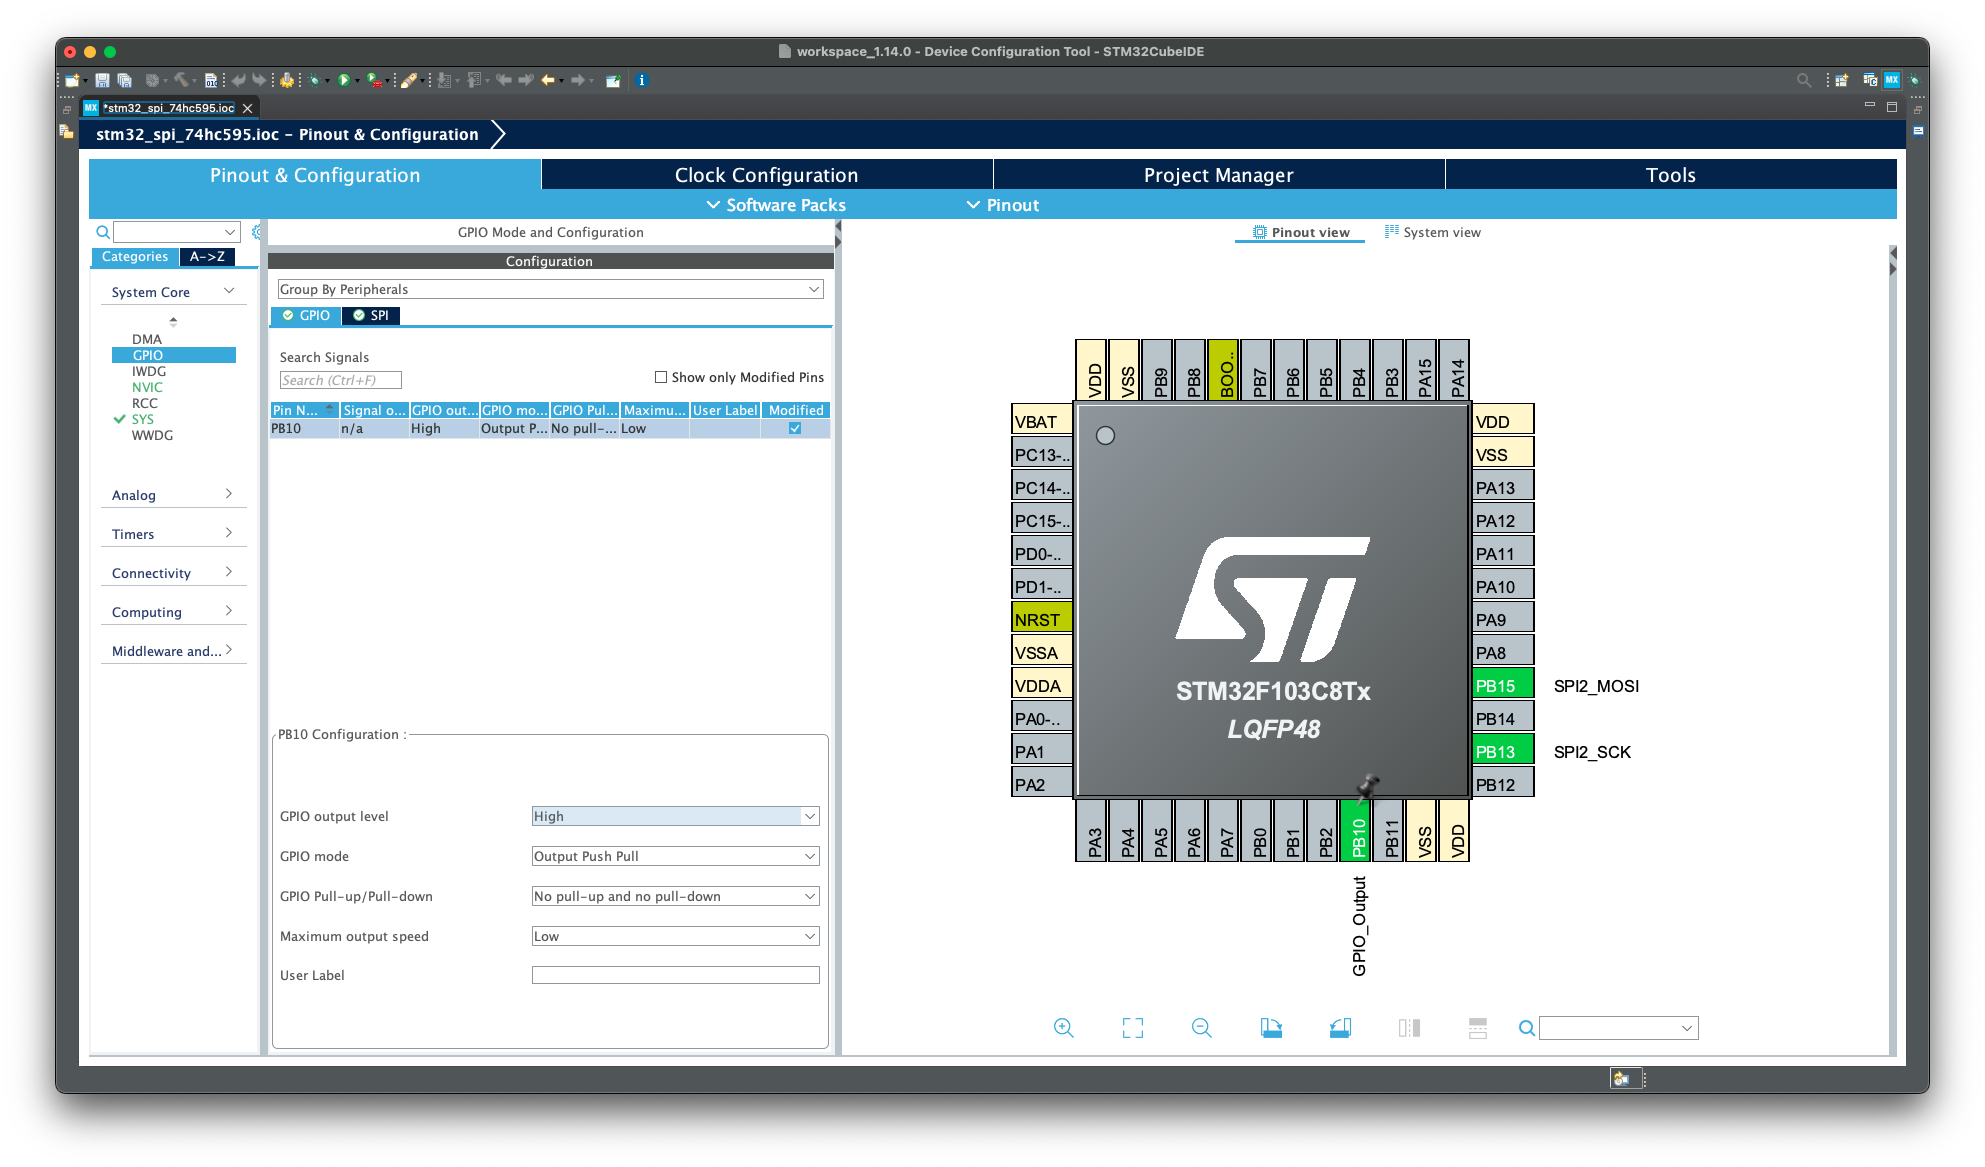 workspace_1.14.0 - Device Configuration Tool - STM32CubeIDE
MX *stm32_spi_74hc595.ioc
stm32_spi_74hc595.ioc - Pinout & Configuration
Pinout & Configuration
Clock Configuration
Project Manager
Tools
Software Packs
Pinout
Categories
A->Z
System Core
DMA
GPIO
IWDG
NVIC
RCC
SYS
WWDG
Analog
Timers
Connectivity
Computing
Middleware and...
GPIO Mode and Configuration
Configuration
Group By Peripherals
GPIO
SPI
Search Signals
Search (Ctrl+F)
Show only Modified Pins
Pin N... Signal o... GPIO out... GPIO mo... GPIO Pul... Maximu... User Label Modified
PB10 n/a High Output P... No pull-... Low
PB10 Configuration :
GPIO output level High
GPIO mode Output Push Pull
GPIO Pull-up/Pull-down No pull-up and no pull-down
Maximum output speed Low
User Label
Pinout view
System view
VDD
VSS
PB9
PB8
BOO..
PB7
PB6
PB5
PB4
PB3
PA15
PA14
VBAT
PC13-..
PC14-..
PC15-..
PD0-..
PD1-..
NRST
VSSA
VDDA
PA0-..
PA1
PA2
ST
STM32F103C8Tx
LQFP48
VDD
VSS
PA13
PA12
PA11
PA10
PA9
PA8
PB15 SPI2_MOSI
PB14
PB13 SPI2_SCK
PB12
PA3
PA4
PA5
PA6
PA7
PB0
PB1
PB2
PB10
PB11
VSS
VDD
GPIO_Output
MX